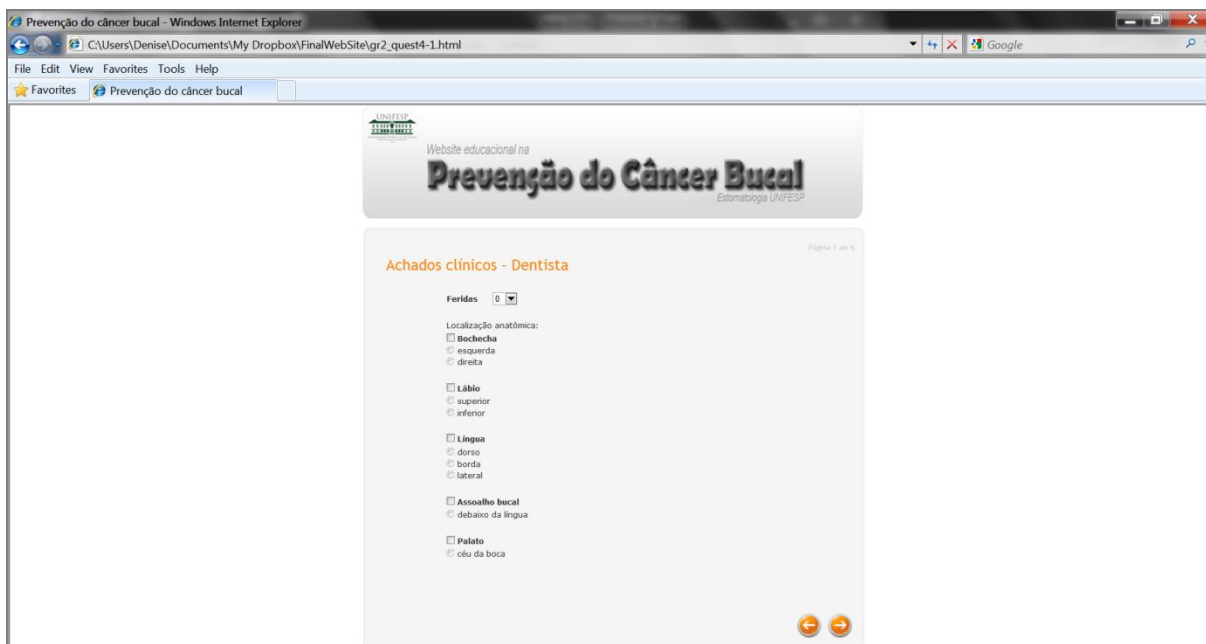 Prevenção do câncer bucal - Windows Internet Explorer
C:\Users\Denise\Documents\My Dropbox\FinalWebSite\gr2_quest4-1.html
Google
File Edit View Favorites Tools Help
Favorites Prevenção do câncer bucal
UNIFESP
Website educacional na
Prevenção do Câncer Bucal
Estomatologia UNIFESP
Página 1 de 6
Achados clínicos - Dentista
Feridas 0
Localização anatômica:
Bochecha
esquerda
direita
Lábio
superior
inferior
Língua
dorso
borda
lateral
Assoalho bucal
debaixo da língua
Palato
céu da boca